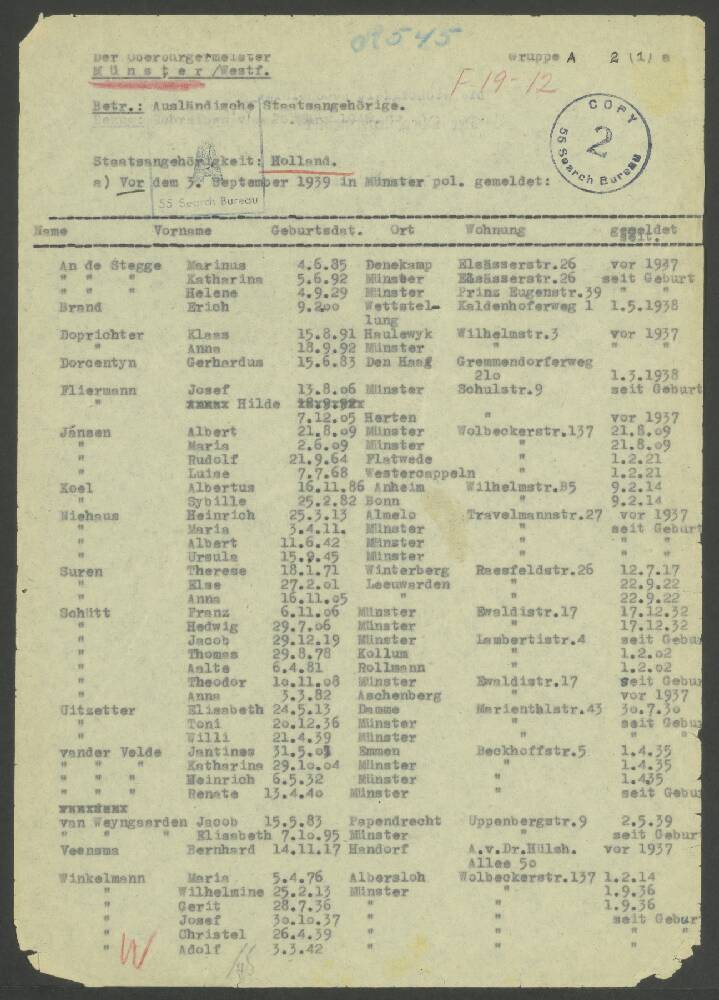 02545
Der Oberbürgermeister Gruppe A 2 (1) a
Münster/Westf. F-19-12
COPY 2 55 Search Bureau
Betr.: Ausländische Staatsangehörige.
Staatsangehörigkeit: Holland.
a) Vor dem 3. September 1939 in Münster pol. gemeldet:
55 Search Bureau
Name Vorname Geburtsdat. Ort Wohnung gemeldet
seit.
An de Stegge Marinus 4.6.85 Denekamp Elsässerstr.26 vor 1937
" " " Katharina 5.6.92 Münster Elsässerstr.26 seit Geburt
" " " Helene 4.9.29 Münster Prinz Eugenstr.39 " "
Brand Erich 9.2oo Wettstel- Kaldenhoferweg 1 1.5.1938
lung
Doprichter Klaas 15.8.91 Haulewyk Wilhelmstr.3 vor 1937
" Anna 18.9.92 Münster " " "
Dorcentyn Gerhardus 15.6.83 Den Haag Gremmendorferweg
21o 1.3.1938
Fliermann Josef 13.8.o6 Münster Schulstr.9 seit Geburt
" Hilde
7.12.o5 Herten " vor 1937
Jansen Albert 21.8.o9 Münster Wolbeckerstr.137 21.8.o9
" Maria 2.6.o9 Münster " 21.8.o9
" Rudolf 21.9.64 Flatwede " 1.2.21
" Luise 7.7.68 Westercappeln " 1.2.21
Koel Albertus 16.11.86 Anheim Wilhelmstr.B5 9.2.14
" Sybille 25.2.82 Bonn " 9.2.14
Niehaus Heinrich 25.3.13 Almelo Travelmannstr.27 vor 1937
" Maria 3.4.11. Münster " seit Geburt
" Albert 11.6.42 Münster " " "
" Ursula 15.9.45 Münster " " "
Suren Therese 18.1.71 Winterberg Raesfeldstr.26 12.7.17
" Else 27.2.o1 Leeuwarden " 22.9.22
" Anna 16.11.o5 " " 22.9.22
Schütt Franz 6.11.o6 Münster Ewaldistr.17 17.12.32
" Hedwig 29.7.o6 Münster " 17.12.32
" Jacob 29.12.19 Münster Lambertistr.4 seit Gebu
" Thomas 29.8.78 Kollum " 1.2.o2
" Aalte 6.4.81 Rollmann " 1.2.o2
" Theodor 1o.11.o8 Münster Ewaldistr.17 seit Gebu
" Anna 3.3.82 Aschenberg " vor 1937
Uitzetter Elisabeth 24.5.13 Damme Marienthlstr.43 3o.7.3o
" Toni 2o.12.36 Münster " seit Gebu
" Willi 21.4.39 Münster " " "
vander Velde Jantines 31.5.o1 Emmen Beckhoffstr.5 1.4.35
" " " Katharina 29.1o.o4 Münster " 1.4.35
" " " Heinrich 6.5.32 Münster " 1.435
" " " Renate 13.4.4o Münster " seit Gebu
van Weyngaarden Jacob 15.5.83 Papendrecht Uppenbergstr.9 2.5.39
" " " Elisabeth 7.1o.95 Münster " seit Gebur
Veensma Bernhard 14.11.17 Handorf A.v.Dr.Hülsh. vor 1937
Allee 5o
Winkelmann Maria 5.4.76 Albersloh Wolbeckerstr.137 1.2.14
" Wilhelmine 25.2.13 Münster " 1.9.36
" Gerit 28.7.36 " " 1.9.36
" Josef 3o.1o.37 " " seit Gebur
" Christel 26.4.39 " " " "
" Adolf 3.3.42 " " " "